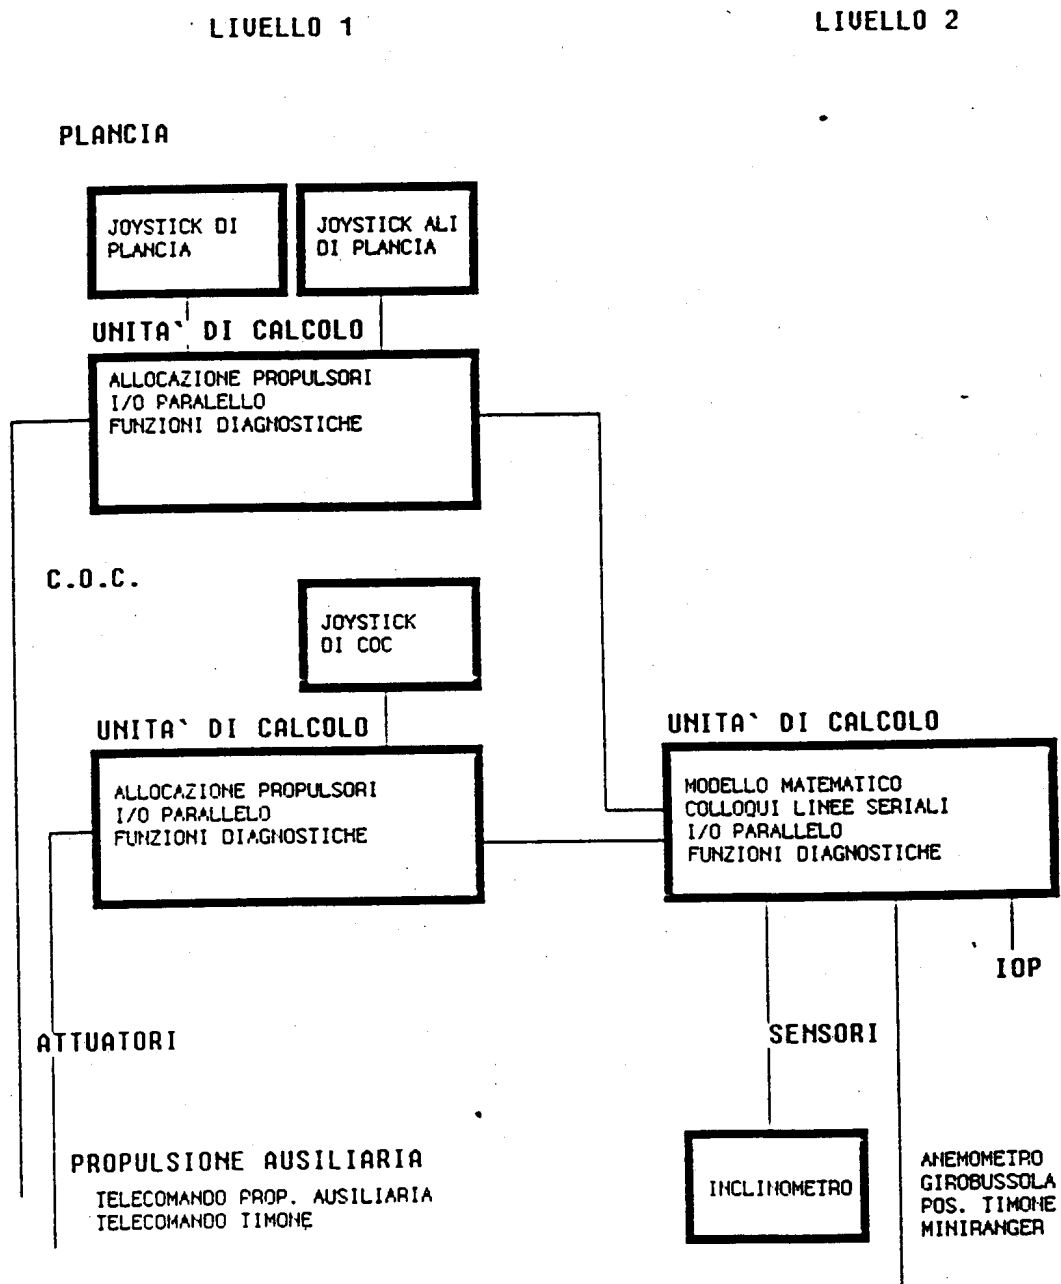 LIVELLO 1
LIVELLO 2
PLANCIA
JOYSTICK DI
PLANCIA
JOYSTICK ALI
DI PLANCIA
UNITA` DI CALCOLO
ALLOCAZIONE PROPULSORI
I/O PARALELLO
FUNZIONI DIAGNOSTICHE
C.O.C.
JOYSTICK
DI COC
UNITA` DI CALCOLO
ALLOCAZIONE PROPULSORI
I/O PARALLELO
FUNZIONI DIAGNOSTICHE
UNITA` DI CALCOLO
MODELLO MATEMATICO
COLLOQUI LINEE SERIALI
I/O PARALLELO
FUNZIONI DIAGNOSTICHE
IOP
ATTUATORI
SENSORI
PROPULSIONE AUSILIARIA
TELECOMANDO PROP. AUSILIARIA
TELECOMANDO TIMONE
INCLINOMETRO
ANEMOMETRO
GIROBUSSOLA
POS. TIMONE
MINIRANGER